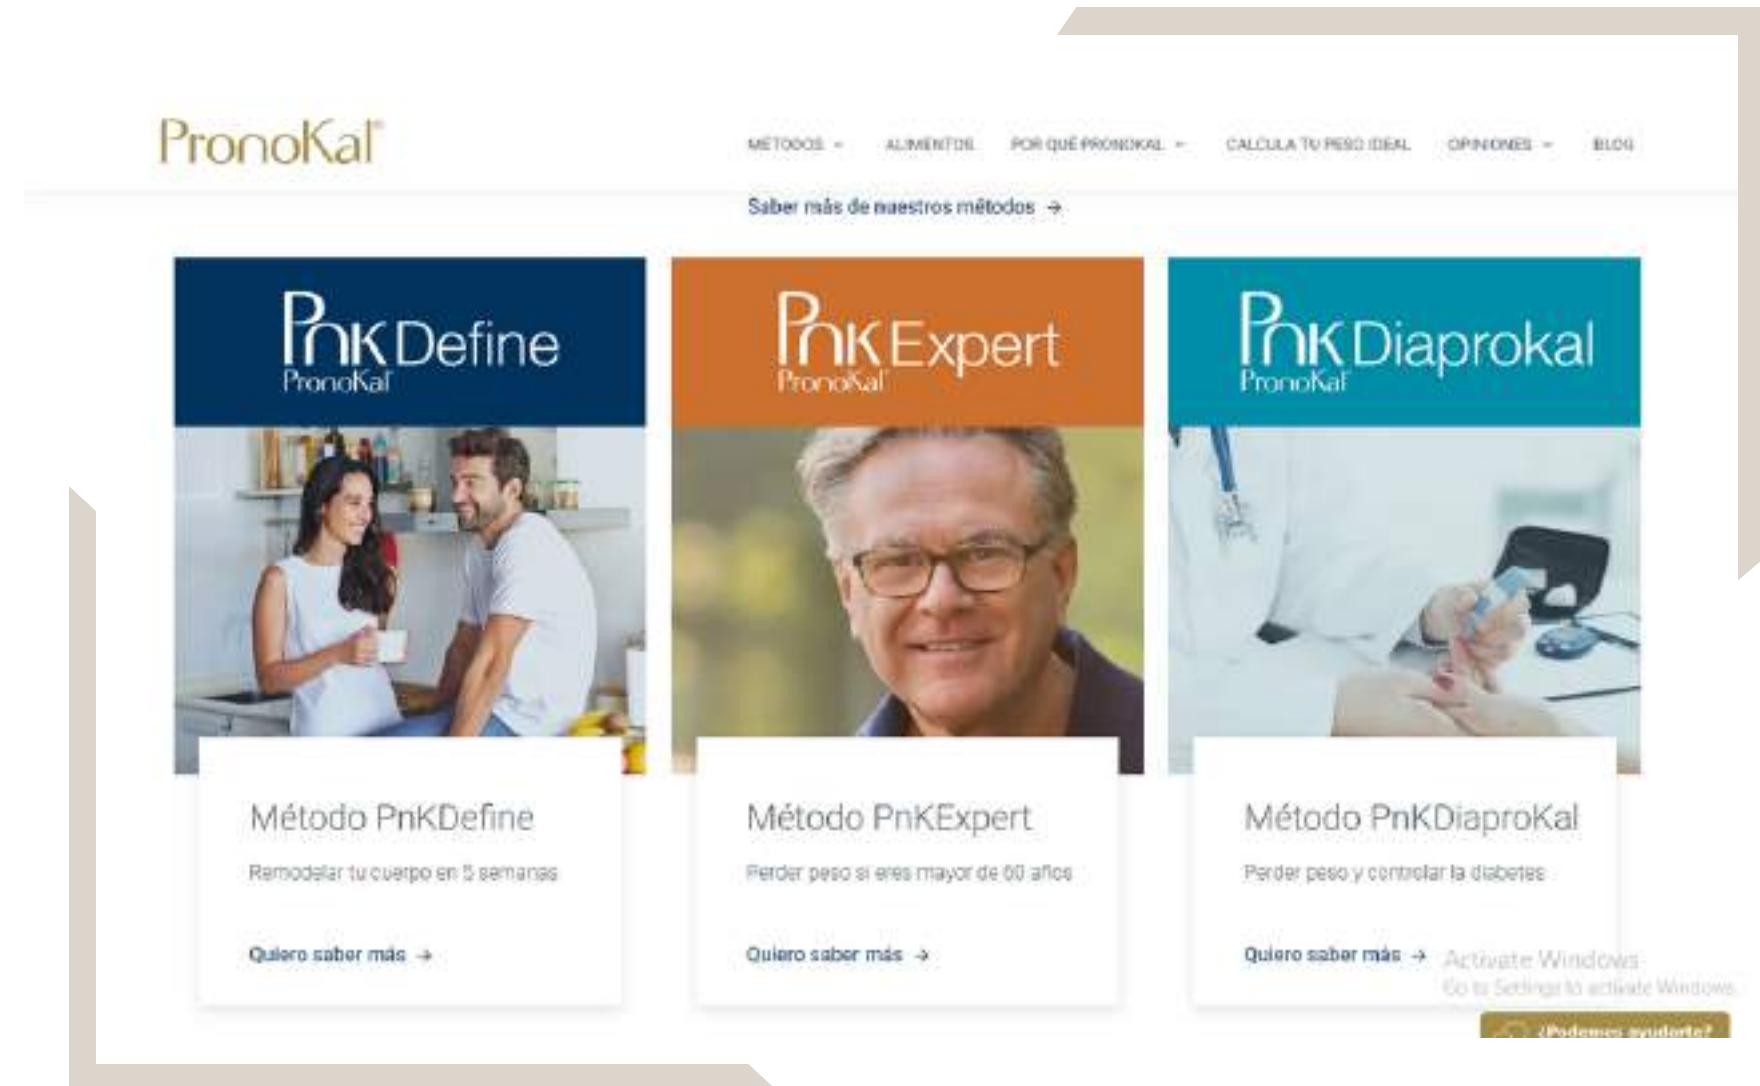 PronoKal®
MÉTODOS
ALIMENTOS
POR QUÉ PRONOKAL
CALCULA TU PESO IDEAL
OPINIONES
BLOG
Saber más de nuestros métodos →
PnK Define
PronoKal
PnK Expert
PronoKal
PnK Diaprokal
PronoKal
Método PnKDefine
Remodelar tu cuerpo en 5 semanas
Quiero saber más →
Método PnKExpert
Perder peso si eres mayor de 60 años
Quiero saber más →
Método PnKDiaproKal
Perder peso y controlar la diabetes
Quiero saber más →
Activate Windows
Go to Settings to activate Windows.
¿Podemos ayudarte?